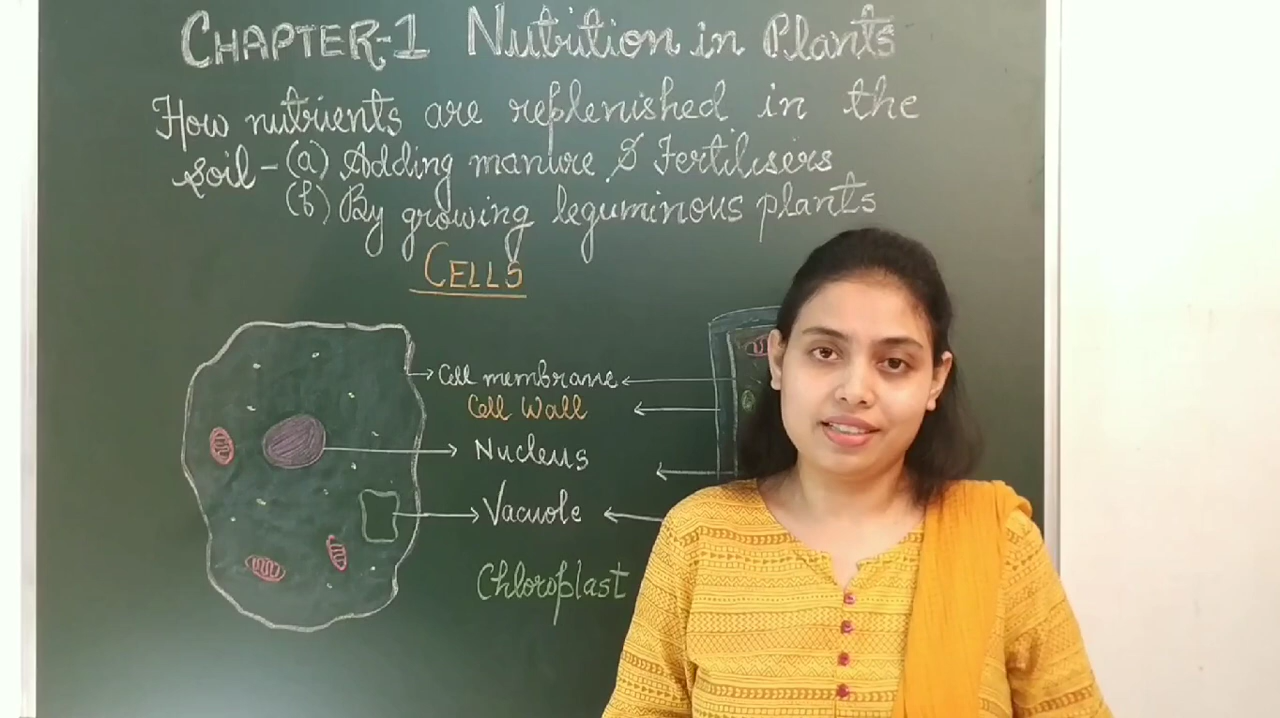 CHAPTER-1 Nutrition in Plants
How nutrients are replenished in the
soil - (a) Adding manure & Fertilisers
(b) By growing leguminous plants
CELLS
Cell membrane
Cell Wall
Nucleus
Vacuole
Chloroplast